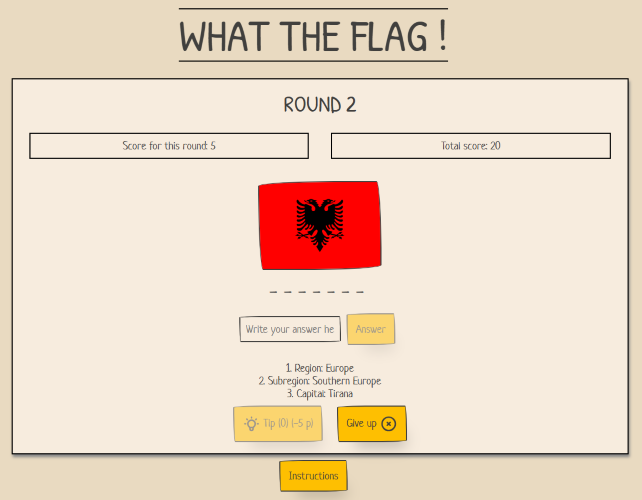 WHAT THE FLAG !
ROUND 2
Score for this round: 5
Total score: 20
_ _ _ _ _ _ _
Write your answer he
Answer
1. Region: Europe
2. Subregion: Southern Europe
3. Capital: Tirana
Tip (0) (-5 p)
Give up
Instructions